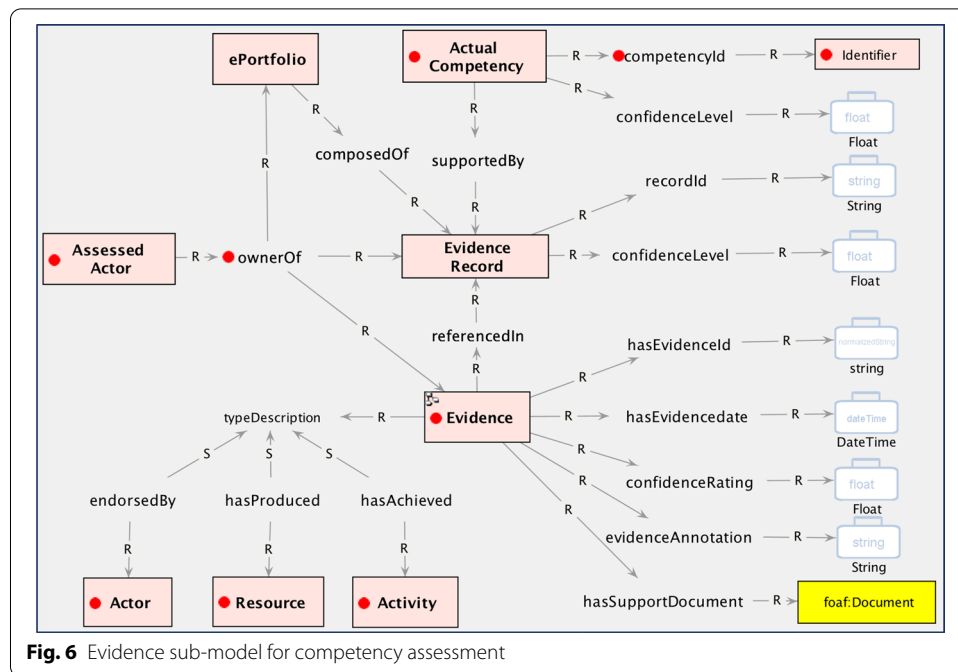 ePortfolio
Actual
Competency
R
competencyId
R
Identifier
R
R
R
confidenceLevel
R
float
Float
composedOf
supportedBy
R
recordId
R
string
String
R
R
R
Assessed
Actor
R
ownerOf
R
Evidence
Record
R
confidenceLevel
R
float
Float
R
referencedIn
R
R
hasEvidenceId
R
normalizedString
string
R
typeDescription
R
Evidence
R
hasEvidencedate
R
dateTime
DateTime
S
S
S
R
confidenceRating
R
float
Float
endorsedBy
hasProduced
hasAchieved
R
R
evidenceAnnotation
R
string
String
R
R
R
Actor
Resource
Activity
hasSupportDocument
R
foaf:Document
Fig. 6 Evidence sub-model for competency assessment